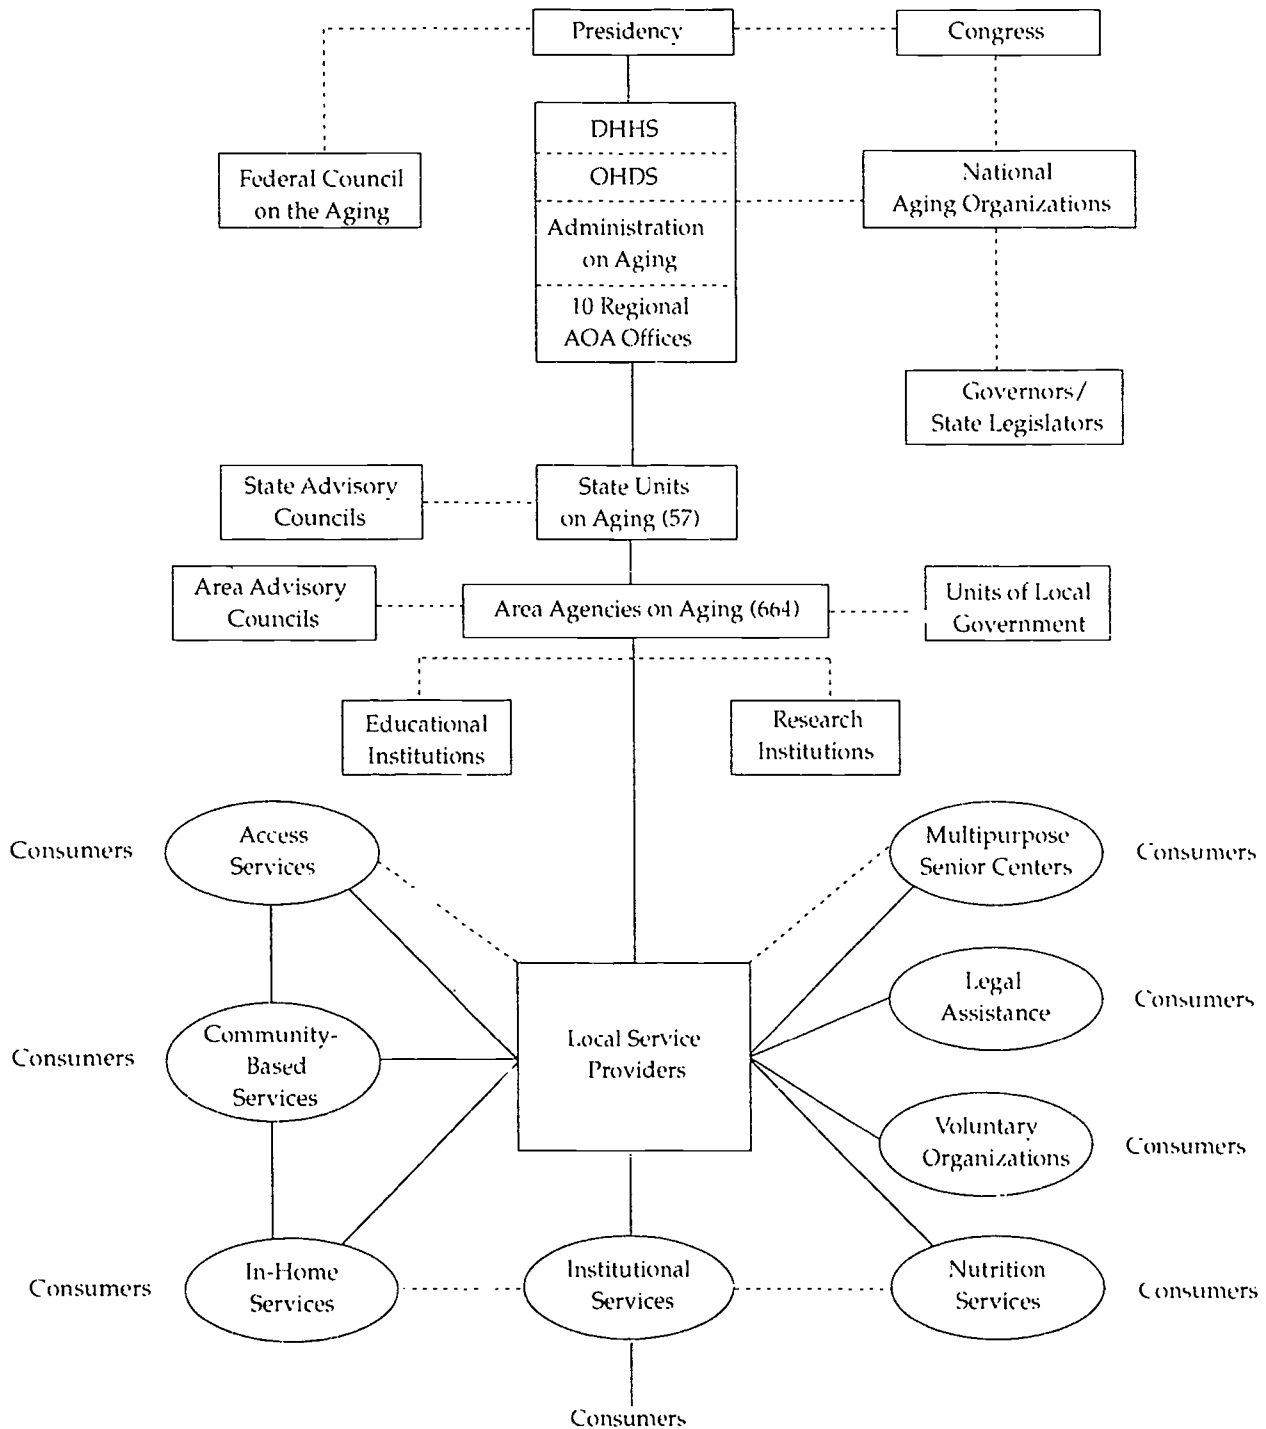 Presidency
Congress
DHHS
OHDS
Administration
on Aging
10 Regional
AOA Offices
Federal Council
on the Aging
National
Aging Organizations
Governors/
State Legislators
State Advisory
Councils
State Units
on Aging (57)
Area Advisory
Councils
Area Agencies on Aging (664)
Units of Local
Government
Educational
Institutions
Research
Institutions
Consumers
Access
Services
Multipurpose
Senior Centers
Consumers
Legal
Assistance
Consumers
Consumers
Community-
Based
Services
Local Service
Providers
Voluntary
Organizations
Consumers
Consumers
In-Home
Services
Institutional
Services
Nutrition
Services
Consumers
Consumers